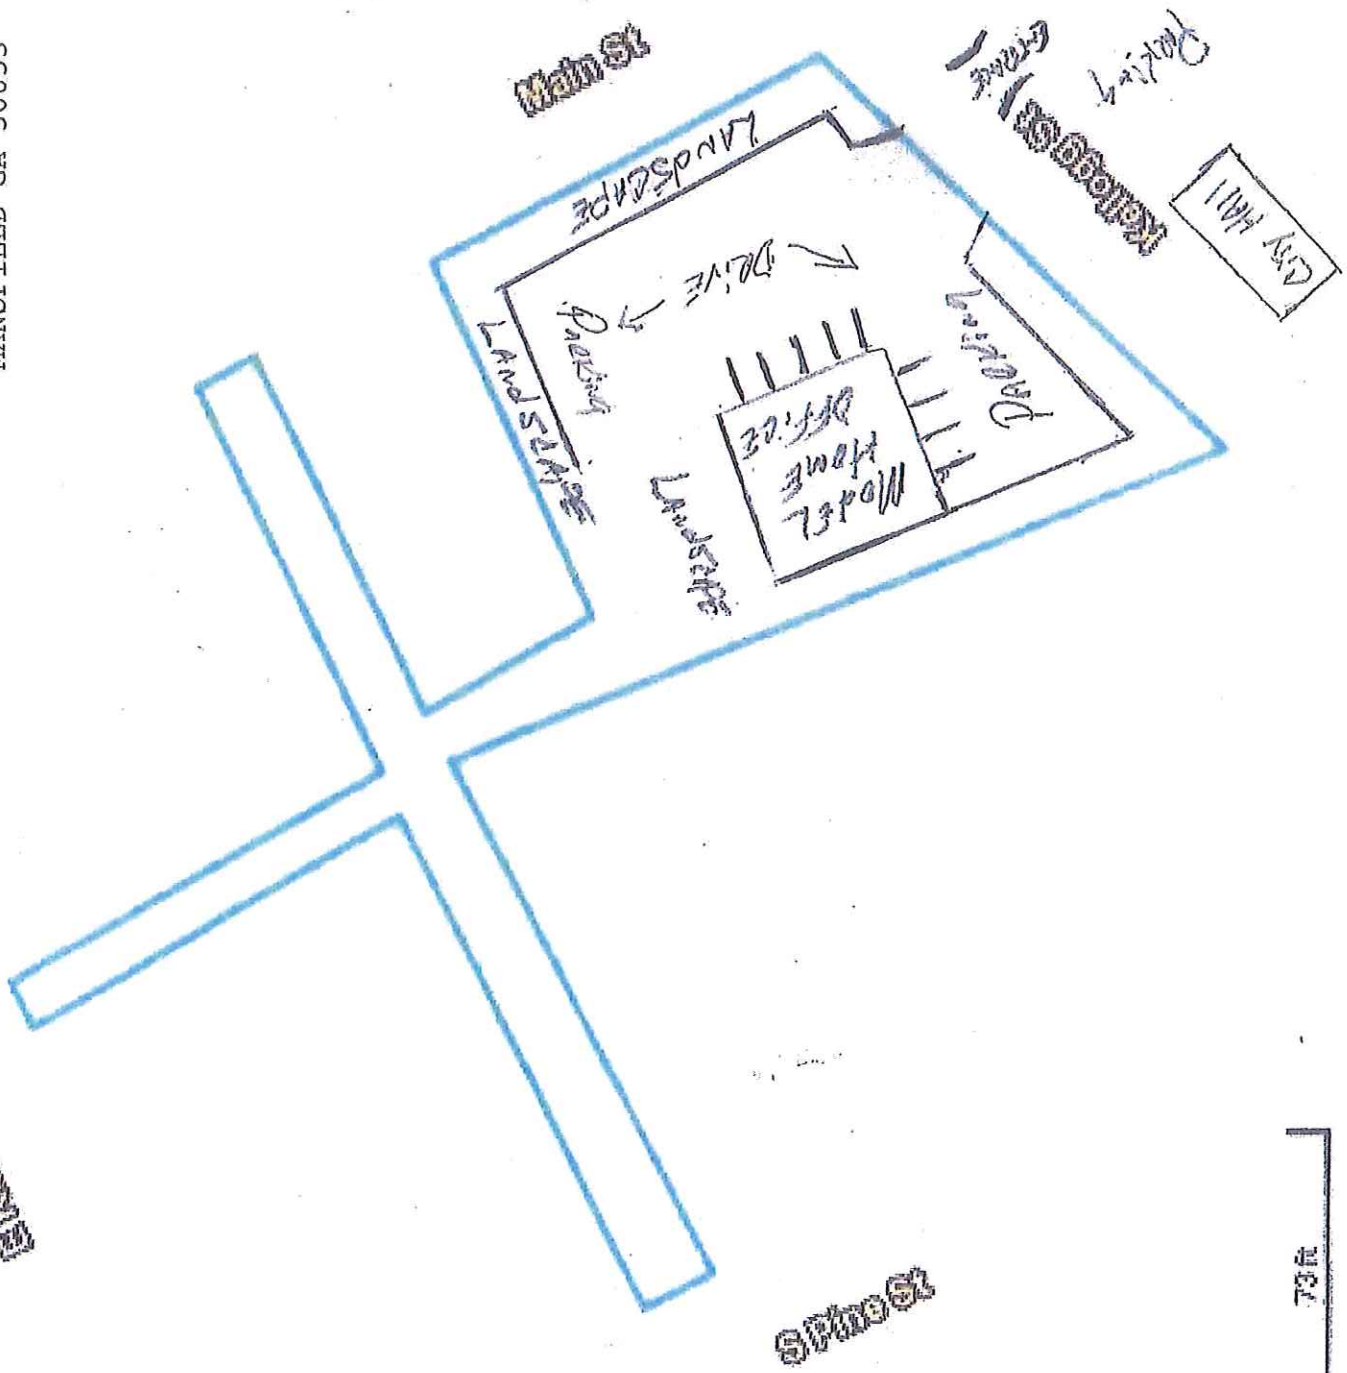 Main St
Entrance
Parking
Kellogg St
CITY HALL
LANDSCAPE
DRIVE
PARKING
LANDSCAPE
PARKING
MODEL
HOME
OFFICE
LANDSCAPE
S Pine St
73 ft